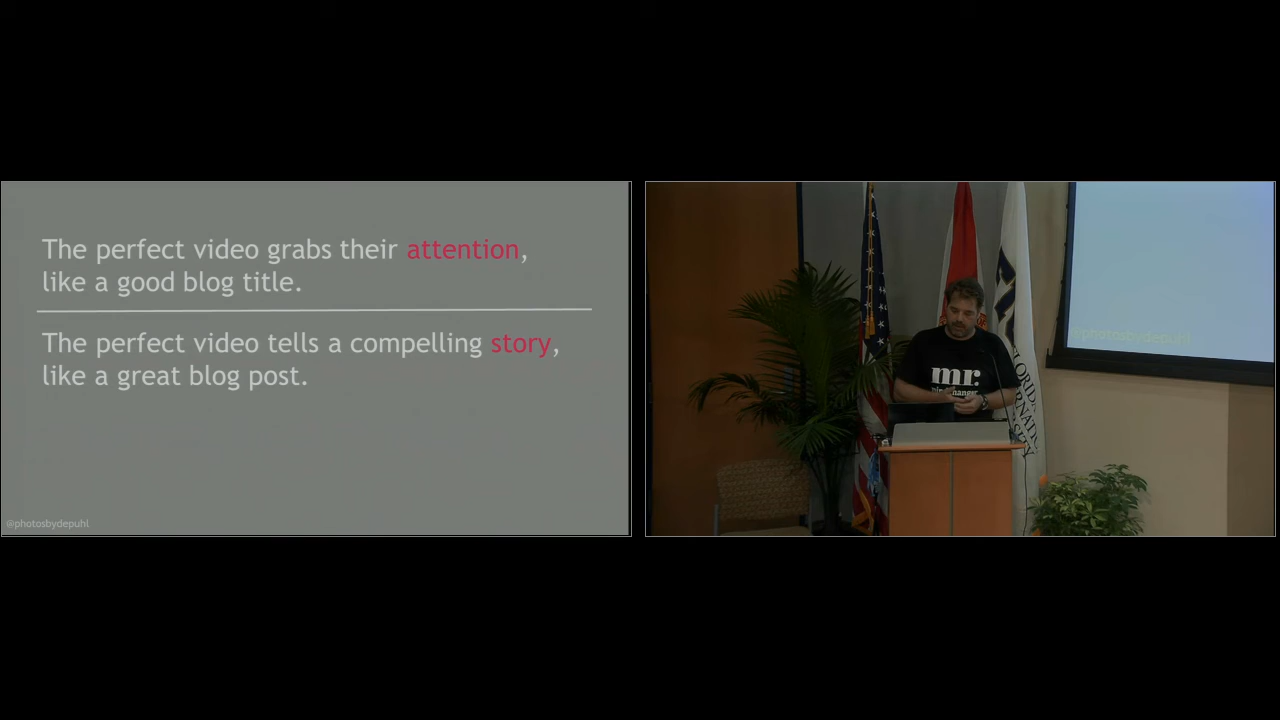 The perfect video grabs their attention,
like a good blog title.
The perfect video tells a compelling story,
like a great blog post.
@photosbydepuhl
@photosbydepuhl
mr.